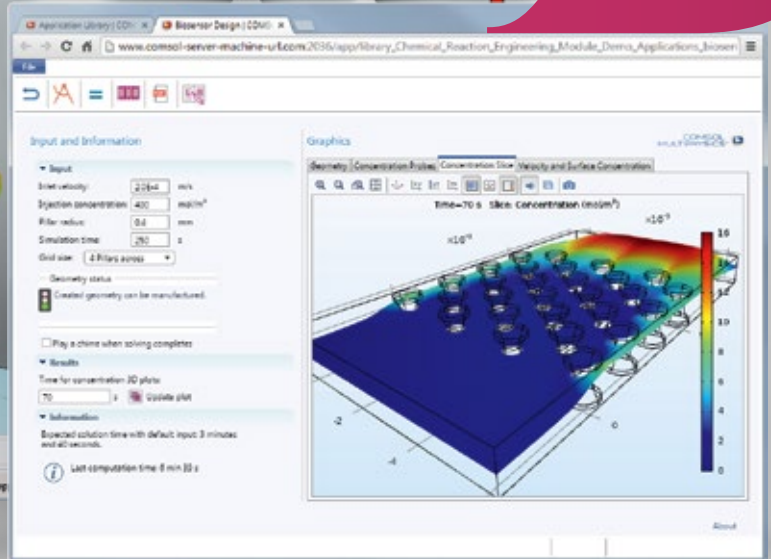 Application Library | COM
Biosensor Design | COMS
www.comsol-server-machine-url.com:2036/app/library_Chemical_Reaction_Engineering_Module_Demo_Applications_biosen
File
Input and Information
Input
Inlet velocity: m/s
Injection concentration: 400 mol/m³
Pillar radius: 0.6 mm
Simulation time: 250 s
Grid size: 4 Pillars across
Geometry status
Created geometry can be manufactured.
Play a chime when solving completes
Results
Time for concentration 3D plots:
70 s Update plot
Information
Expected solution time with default input: 3 minutes
and 40 seconds.
Last computation time: 6 min
Graphics
COMSOL
MULTIPHYSICS
Geometry Concentration Probes Concentration Slice Velocity and Surface Concentration
Time=70 s Slice: Concentration (mol/m³)
16
12
10
8
6
4
2
0
-2
-4
0
About